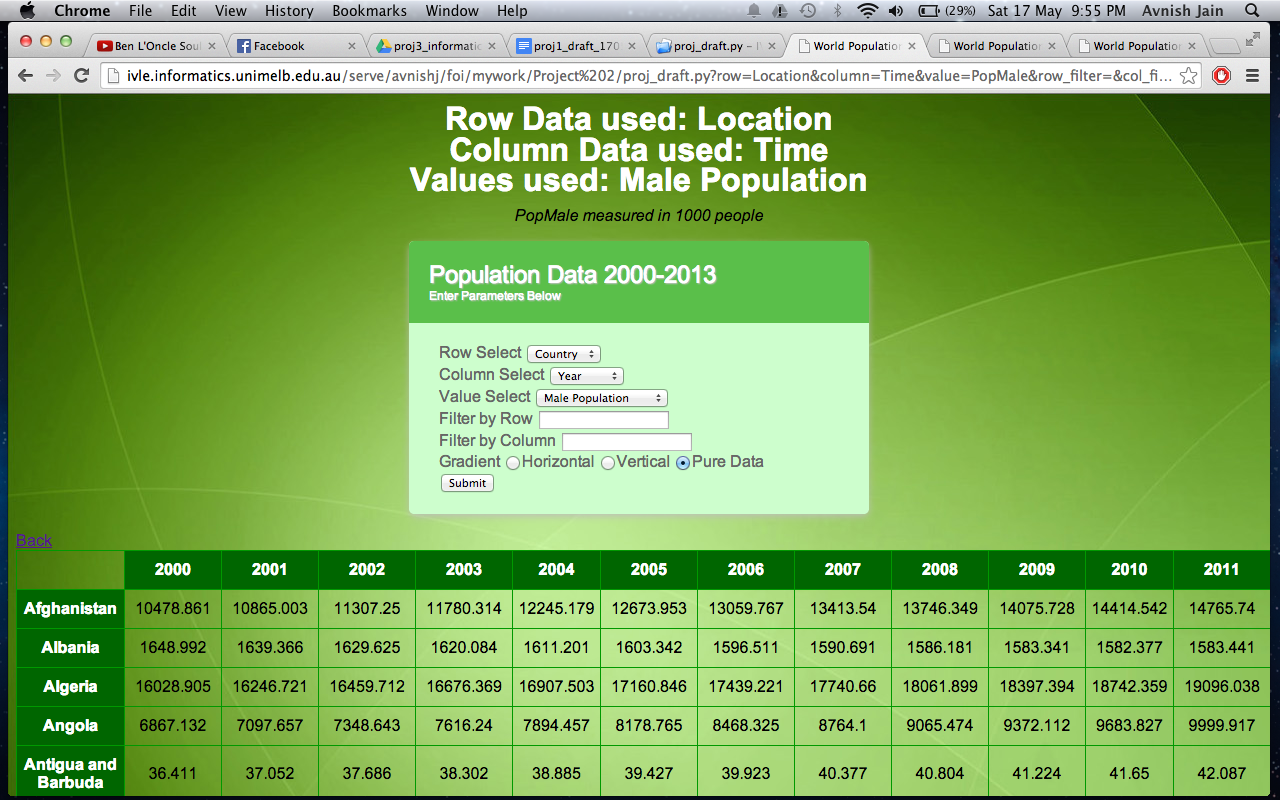 Chrome File Edit View History Bookmarks Window Help (29%) Sat 17 May 9:55 PM Avnish Jain
Ben L'Oncle Soul Facebook proj3_informatic proj1_draft_170 proj_draft.py – World Population World Population World Population
ivle.informatics.unimelb.edu.au/serve/avnishj/foi/mywork/Project%202/proj_draft.py?row=Location&column=Time&value=PopMale&row_filter=&col_fi...
Row Data used: Location
Column Data used: Time
Values used: Male Population
PopMale measured in 1000 people
Population Data 2000-2013
Enter Parameters Below
Row Select Country
Column Select Year
Value Select Male Population
Filter by Row
Filter by Column
Gradient Horizontal Vertical Pure Data
Submit
Back
2000 2001 2002 2003 2004 2005 2006 2007 2008 2009 2010 2011
Afghanistan 10478.861 10865.003 11307.25 11780.314 12245.179 12673.953 13059.767 13413.54 13746.349 14075.728 14414.542 14765.74
Albania 1648.992 1639.366 1629.625 1620.084 1611.201 1603.342 1596.511 1590.691 1586.181 1583.341 1582.377 1583.441
Algeria 16028.905 16246.721 16459.712 16676.369 16907.503 17160.846 17439.221 17740.66 18061.899 18397.394 18742.359 19096.038
Angola 6867.132 7097.657 7348.643 7616.24 7894.457 8178.765 8468.325 8764.1 9065.474 9372.112 9683.827 9999.917
Antigua and
Barbuda 36.411 37.052 37.686 38.302 38.885 39.427 39.923 40.377 40.804 41.224 41.65 42.087